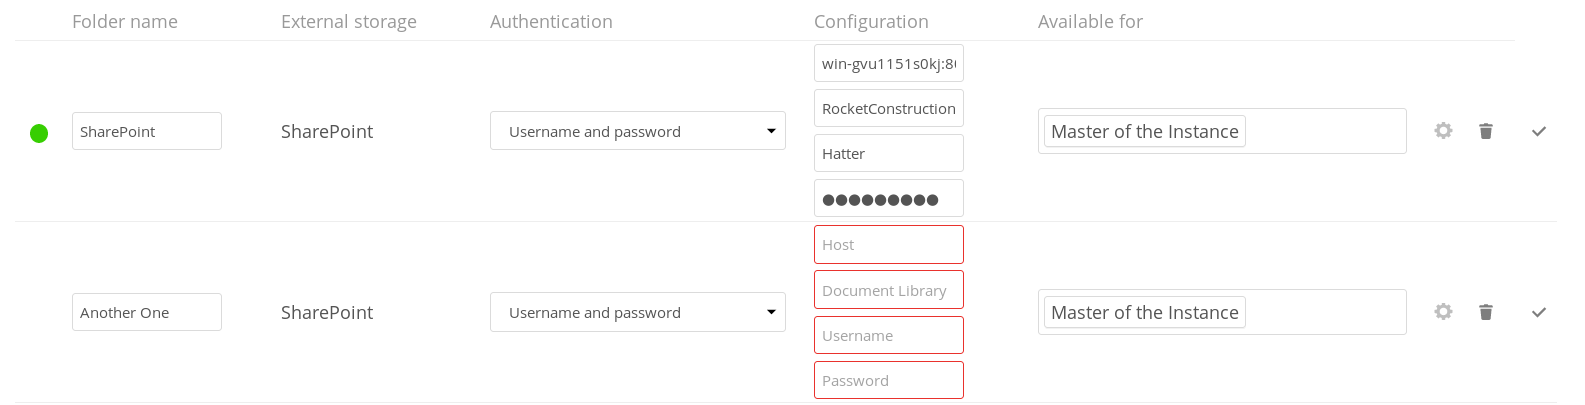 Folder name External storage Authentication Configuration Available for
win-gvu1151s0kj:8
RocketConstruction
SharePoint SharePoint Username and password Master of the Instance
Hatter
●●●●●●●●●
Host
Document Library
Another One SharePoint Username and password Master of the Instance
Username
Password